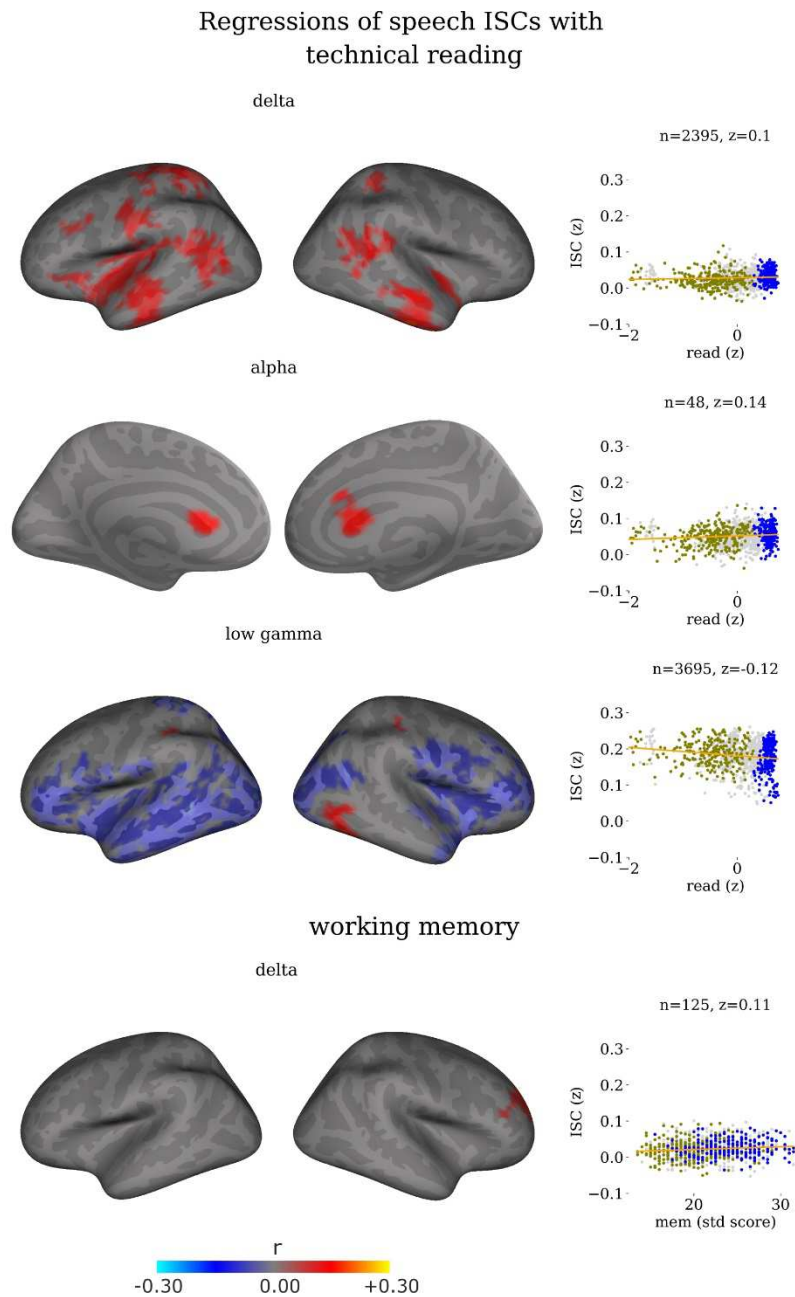 Regressions of speech ISCs with
technical reading
delta
n=2395, z=0.1
0.3
0.2
0.1
0.0
−0.1
ISC (z)
−2
0
read (z)
alpha
n=48, z=0.14
0.3
0.2
0.1
0.0
−0.1
ISC (z)
−2
0
read (z)
low gamma
n=3695, z=-0.12
0.3
0.2
0.1
0.0
−0.1
ISC (z)
−2
0
read (z)
working memory
delta
n=125, z=0.11
0.3
0.2
0.1
0.0
−0.1
ISC (z)
20
30
mem (std score)
r
-0.30
0.00
+0.30